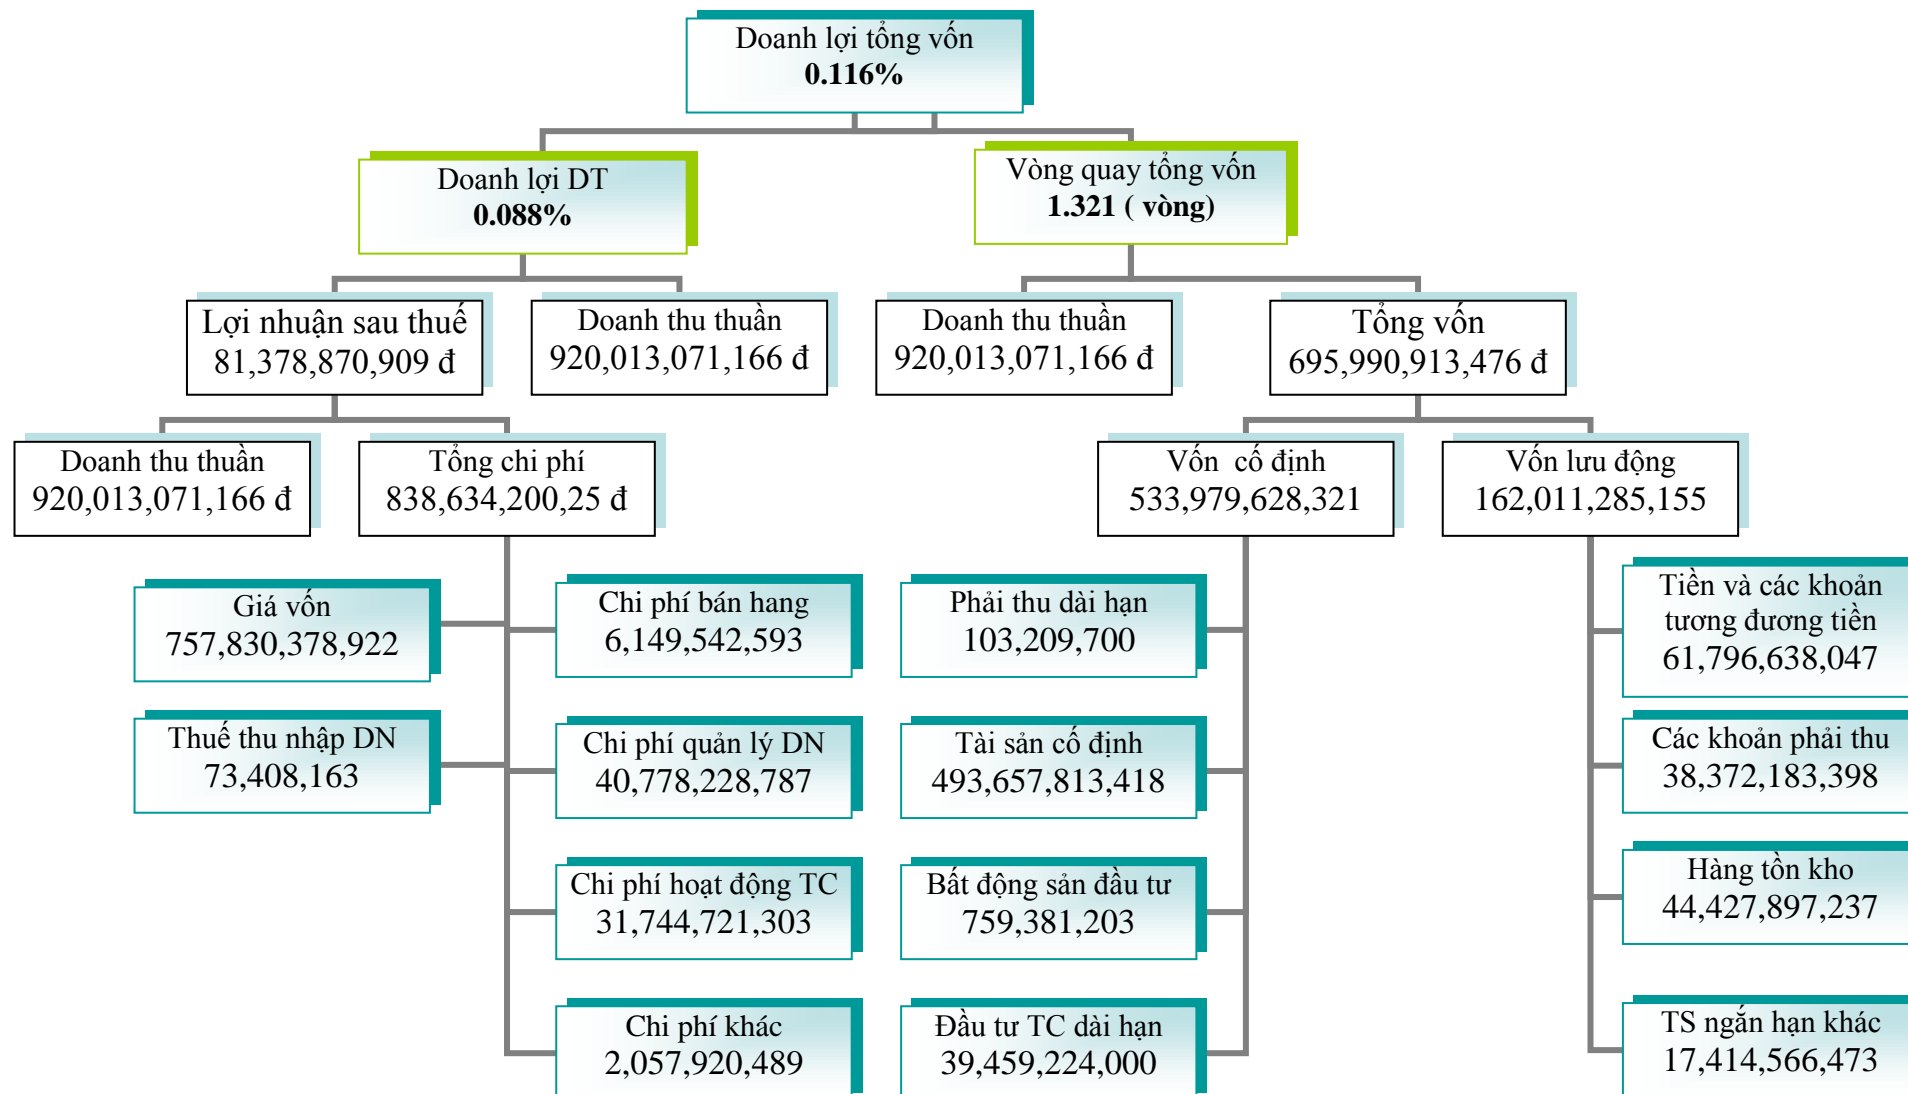 Doanh lợi tổng vốn
0.116%
Doanh lợi DT
0.088%
Vòng quay tổng vốn
1.321 ( vòng)
Lợi nhuận sau thuế
81,378,870,909 đ
Doanh thu thuần
920,013,071,166 đ
Doanh thu thuần
920,013,071,166 đ
Tổng vốn
695,990,913,476 đ
Doanh thu thuần
920,013,071,166 đ
Tổng chi phí
838,634,200,25 đ
Vốn cố định
533,979,628,321
Vốn lưu động
162,011,285,155
Giá vốn
757,830,378,922
Chi phí bán hang
6,149,542,593
Phải thu dài hạn
103,209,700
Tiền và các khoản
tương đương tiền
61,796,638,047
Thuế thu nhập DN
73,408,163
Chi phí quản lý DN
40,778,228,787
Tài sản cố định
493,657,813,418
Các khoản phải thu
38,372,183,398
Chi phí hoạt động TC
31,744,721,303
Bất động sản đầu tư
759,381,203
Hàng tồn kho
44,427,897,237
Chi phí khác
2,057,920,489
Đầu tư TC dài hạn
39,459,224,000
TS ngắn hạn khác
17,414,566,473